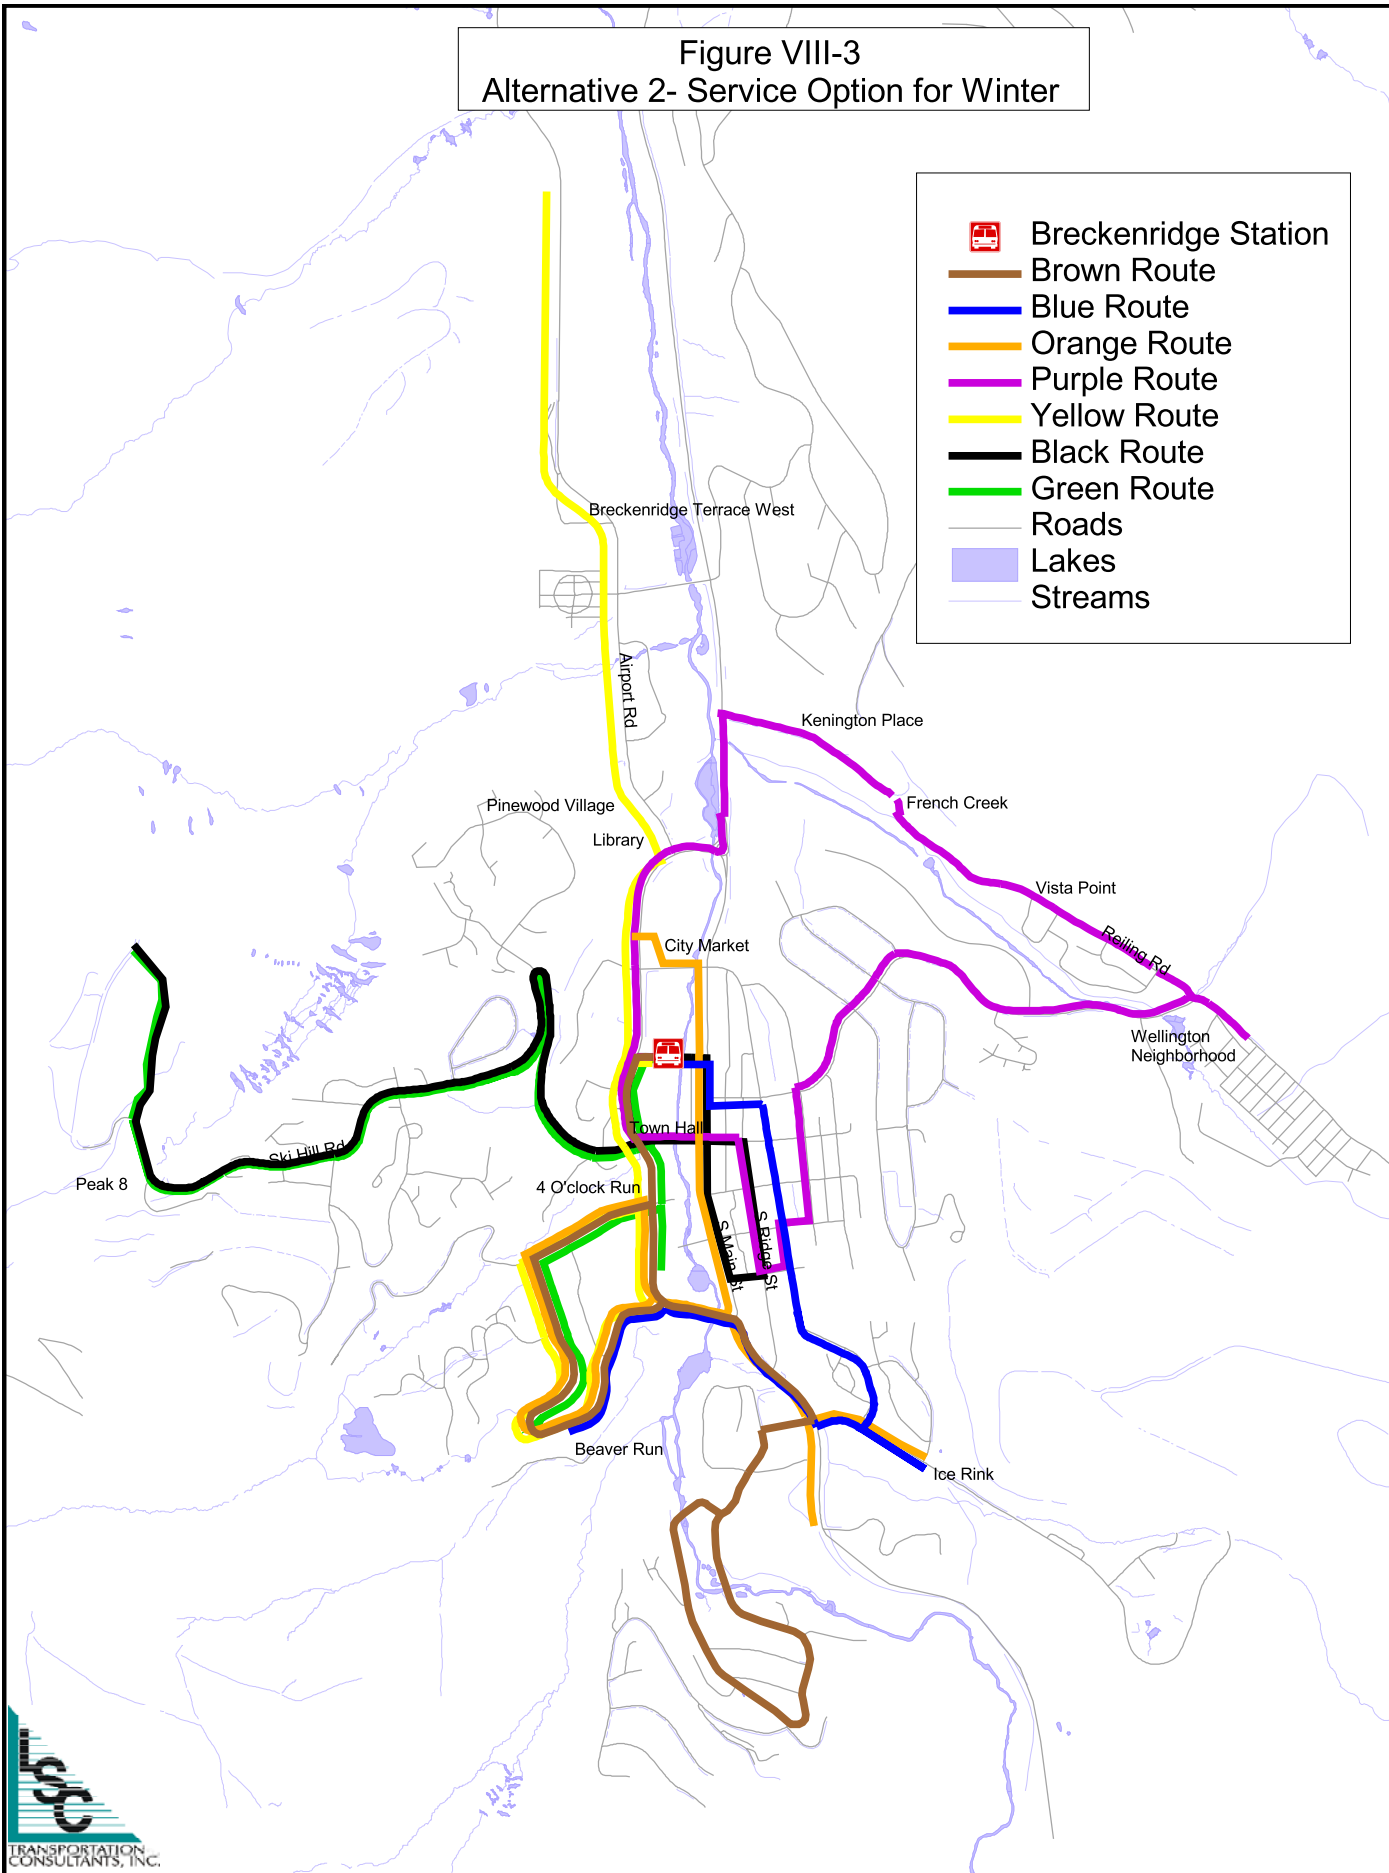 Figure VIII-3
Alternative 2- Service Option for Winter
Breckenridge Station
Brown Route
Blue Route
Orange Route
Purple Route
Yellow Route
Black Route
Green Route
Roads
Lakes
Streams
Breckenridge Terrace West
Airport Rd
Kenington Place
Pinewood Village
French Creek
Library
Vista Point
Reiling Rd
City Market
Wellington
Neighborhood
Town Hall
Ski Hill Rd
Peak 8
4 O'clock Run
S Main St
S Ridge St
Beaver Run
Ice Rink
LSC
TRANSPORTATION
CONSULTANTS, INC.